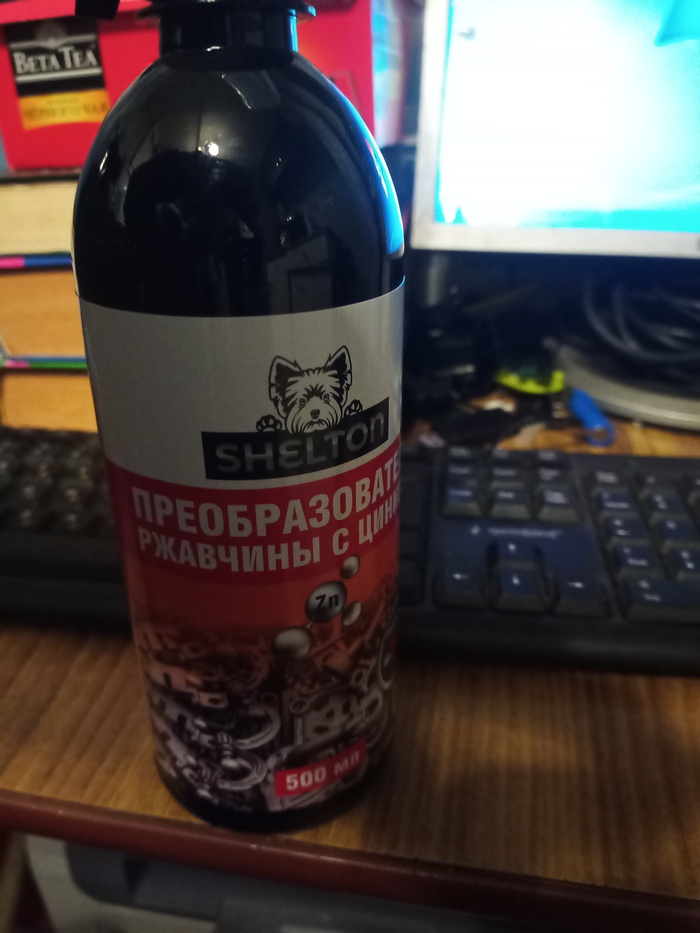 BETA TEA
SHELTON
ПРЕОБРАЗОВАТЕ
РЖАВЧИНЫ С ЦИН
Zn
500 МЛ